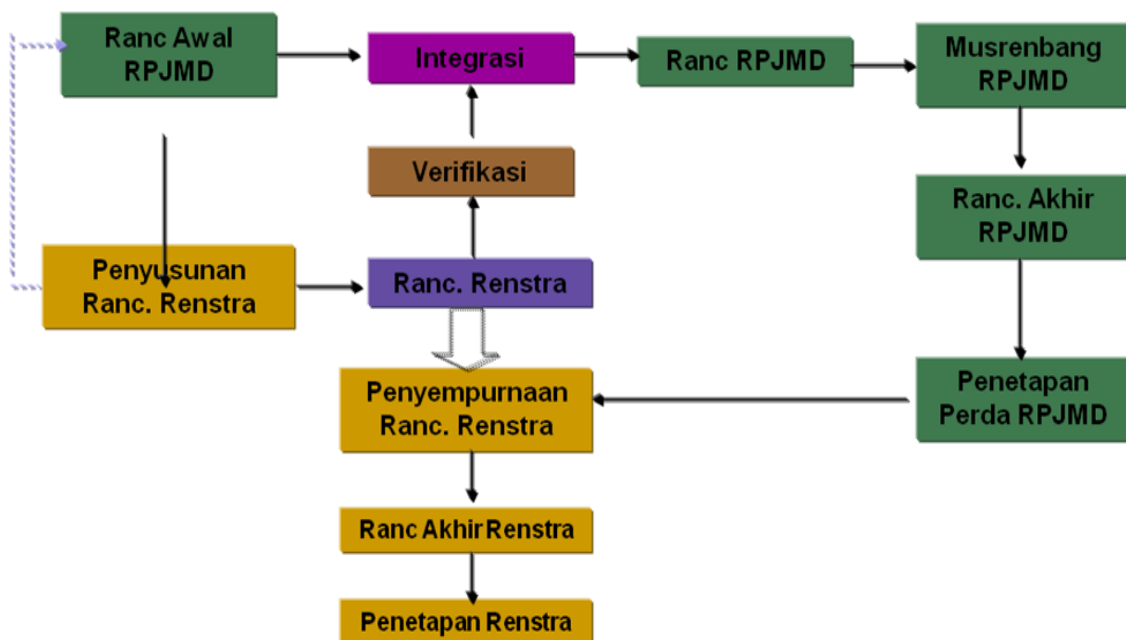 Ranc Awal
RPJMD
Integrasi
Ranc RPJMD
Musrenbang
RPJMD
Verifikasi
Ranc. Akhir
RPJMD
Penyusunan
Ranc. Renstra
Ranc. Renstra
Penyempurnaan
Ranc. Renstra
Penetapan
Perda RPJMD
Ranc Akhir Renstra
Penetapan Renstra